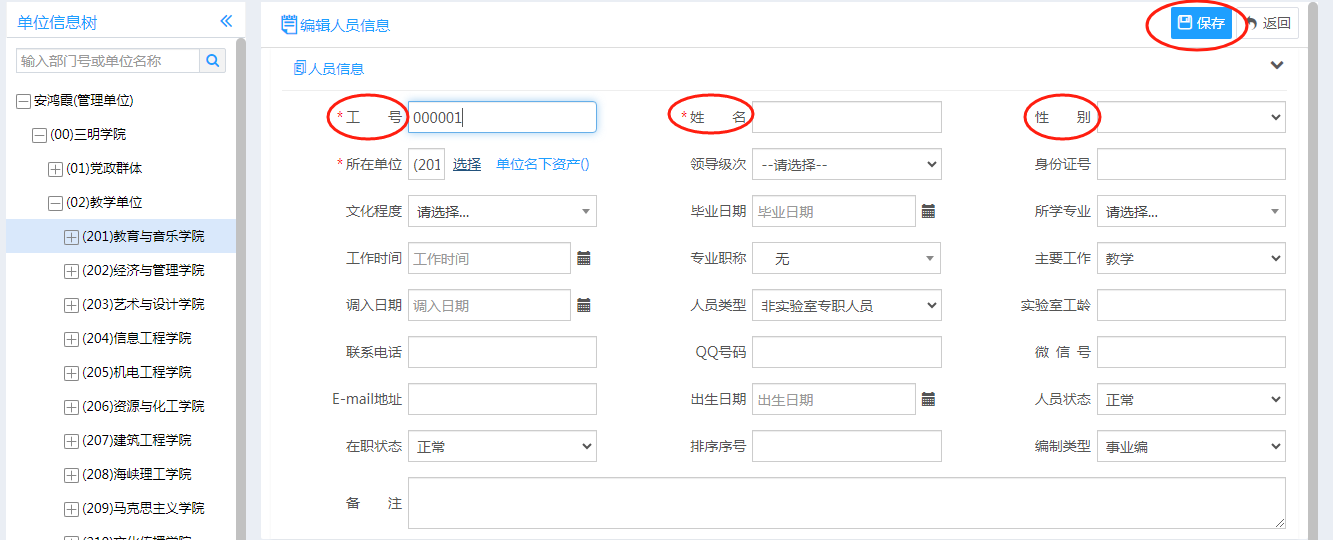 单位信息树
输入部门号或单位名称
安鸿霞(管理单位)
(00)三明学院
(01)党政群体
(02)教学单位
(201)教育与音乐学院
(202)经济与管理学院
(203)艺术与设计学院
(204)信息工程学院
(205)机电工程学院
(206)资源与化工学院
(207)建筑工程学院
(208)海峡理工学院
(209)马克思主义学院
编辑人员信息 保存 返回
人员信息
*工 号 000001 *姓 名 性 别
*所在单位 (201 选择 单位名下资产() 领导级次 --请选择-- 身份证号
文化程度 请选择... 毕业日期 毕业日期 所学专业 请选择...
工作时间 工作时间 专业职称 无 主要工作 教学
调入日期 调入日期 人员类型 非实验室专职人员 实验室工龄
联系电话 QQ号码 微 信 号
E-mail地址 出生日期 出生日期 人员状态 正常
在职状态 正常 排序序号 编制类型 事业编
备 注